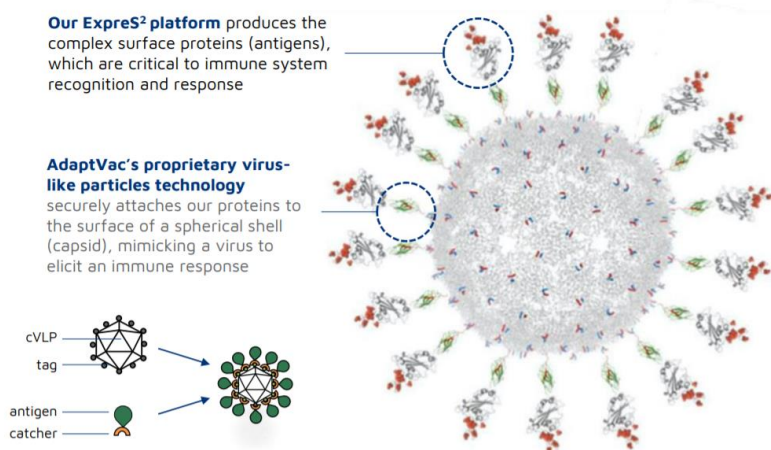 Our ExpreS² platform produces the
complex surface proteins (antigens),
which are critical to immune system
recognition and response
AdaptVac's proprietary virus-
like particles technology
securely attaches our proteins to
the surface of a spherical shell
(capsid), mimicking a virus to
elicit an immune response
cVLP
tag
antigen
catcher